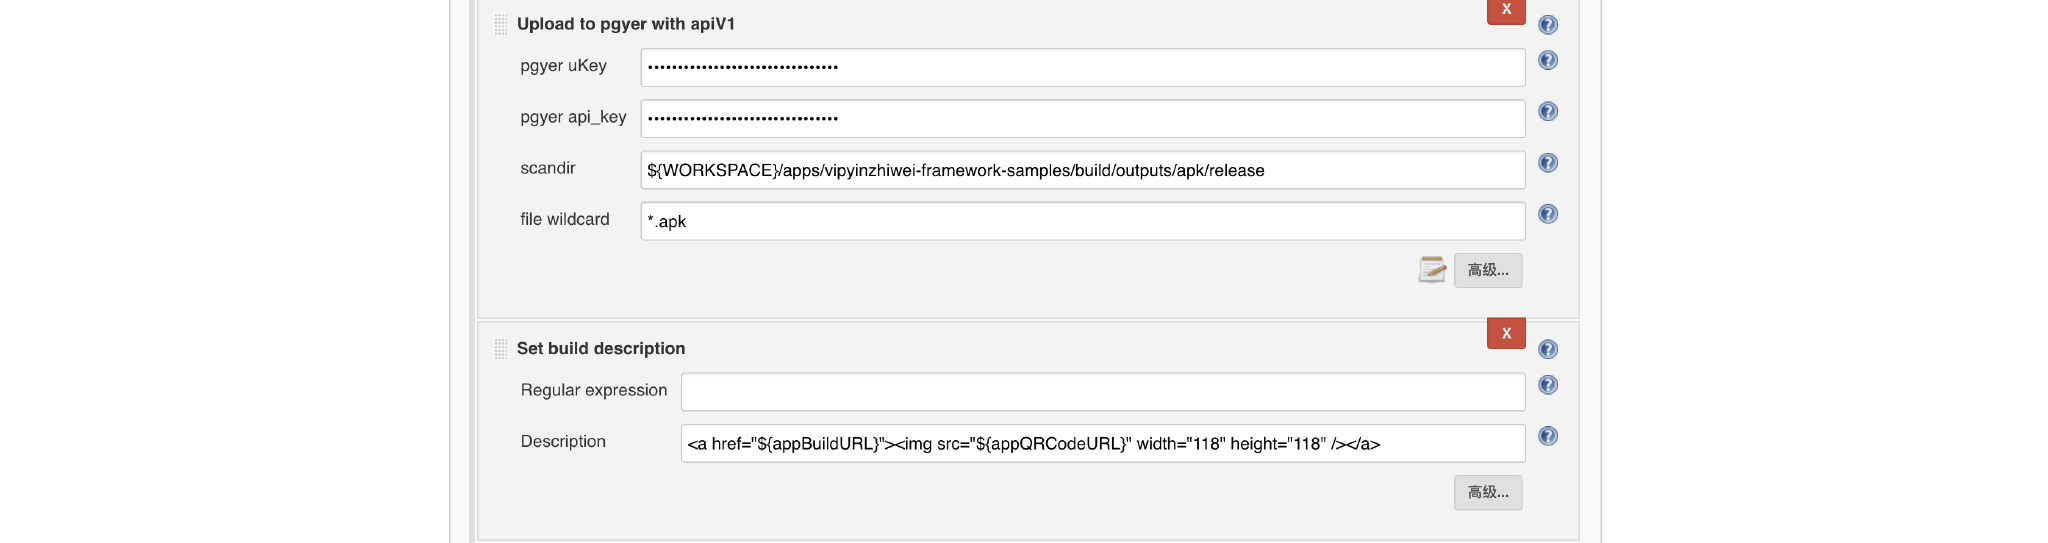 X
Upload to pgyer with apiV1
pgyer uKey ••••••••••••••••••••••••••••••••
pgyer api_key ••••••••••••••••••••••••••••••••
scandir ${WORKSPACE}/apps/vipyinzhiwei-framework-samples/build/outputs/apk/release
file wildcard *.apk
高级...
X
Set build description
Regular expression
Description <a href="${appBuildURL}"><img src="${appQRCodeURL}" width="118" height="118" /></a>
高级...